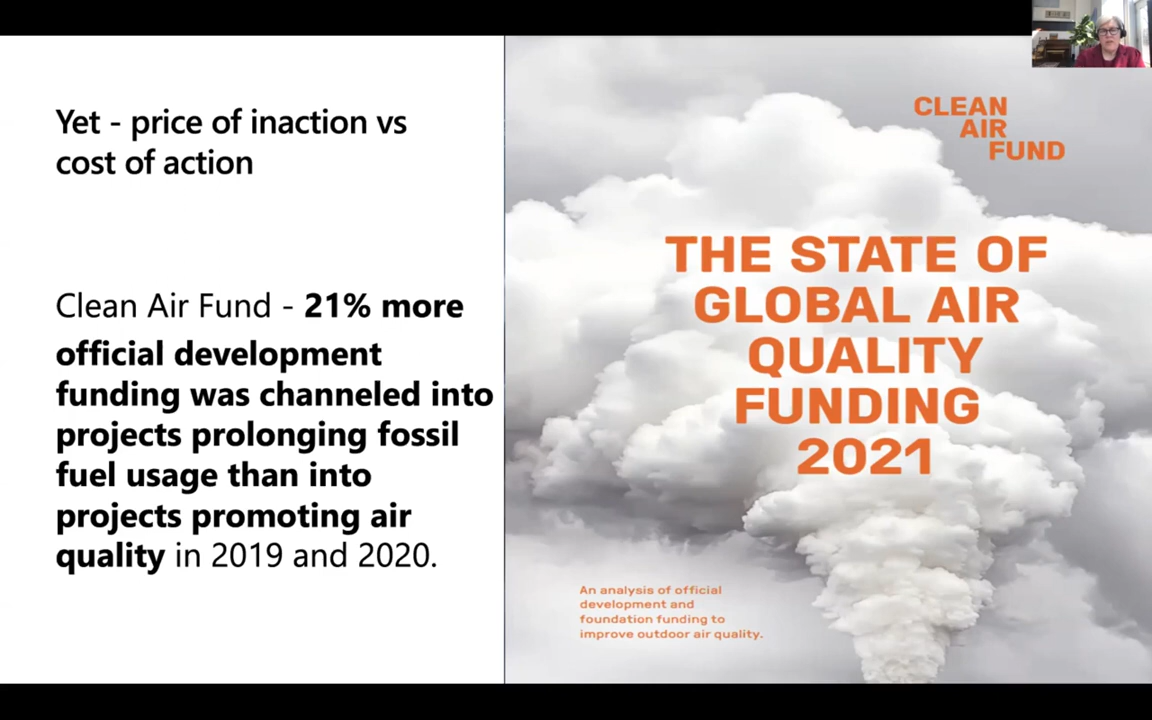 Yet - price of inaction vs
cost of action
Clean Air Fund - 21% more
official development
funding was channeled into
projects prolonging fossil
fuel usage than into
projects promoting air
quality in 2019 and 2020.
CLEAN
AIR
FUND
THE STATE OF
GLOBAL AIR
QUALITY
FUNDING
2021
An analysis of official
development and
foundation funding to
improve outdoor air quality.